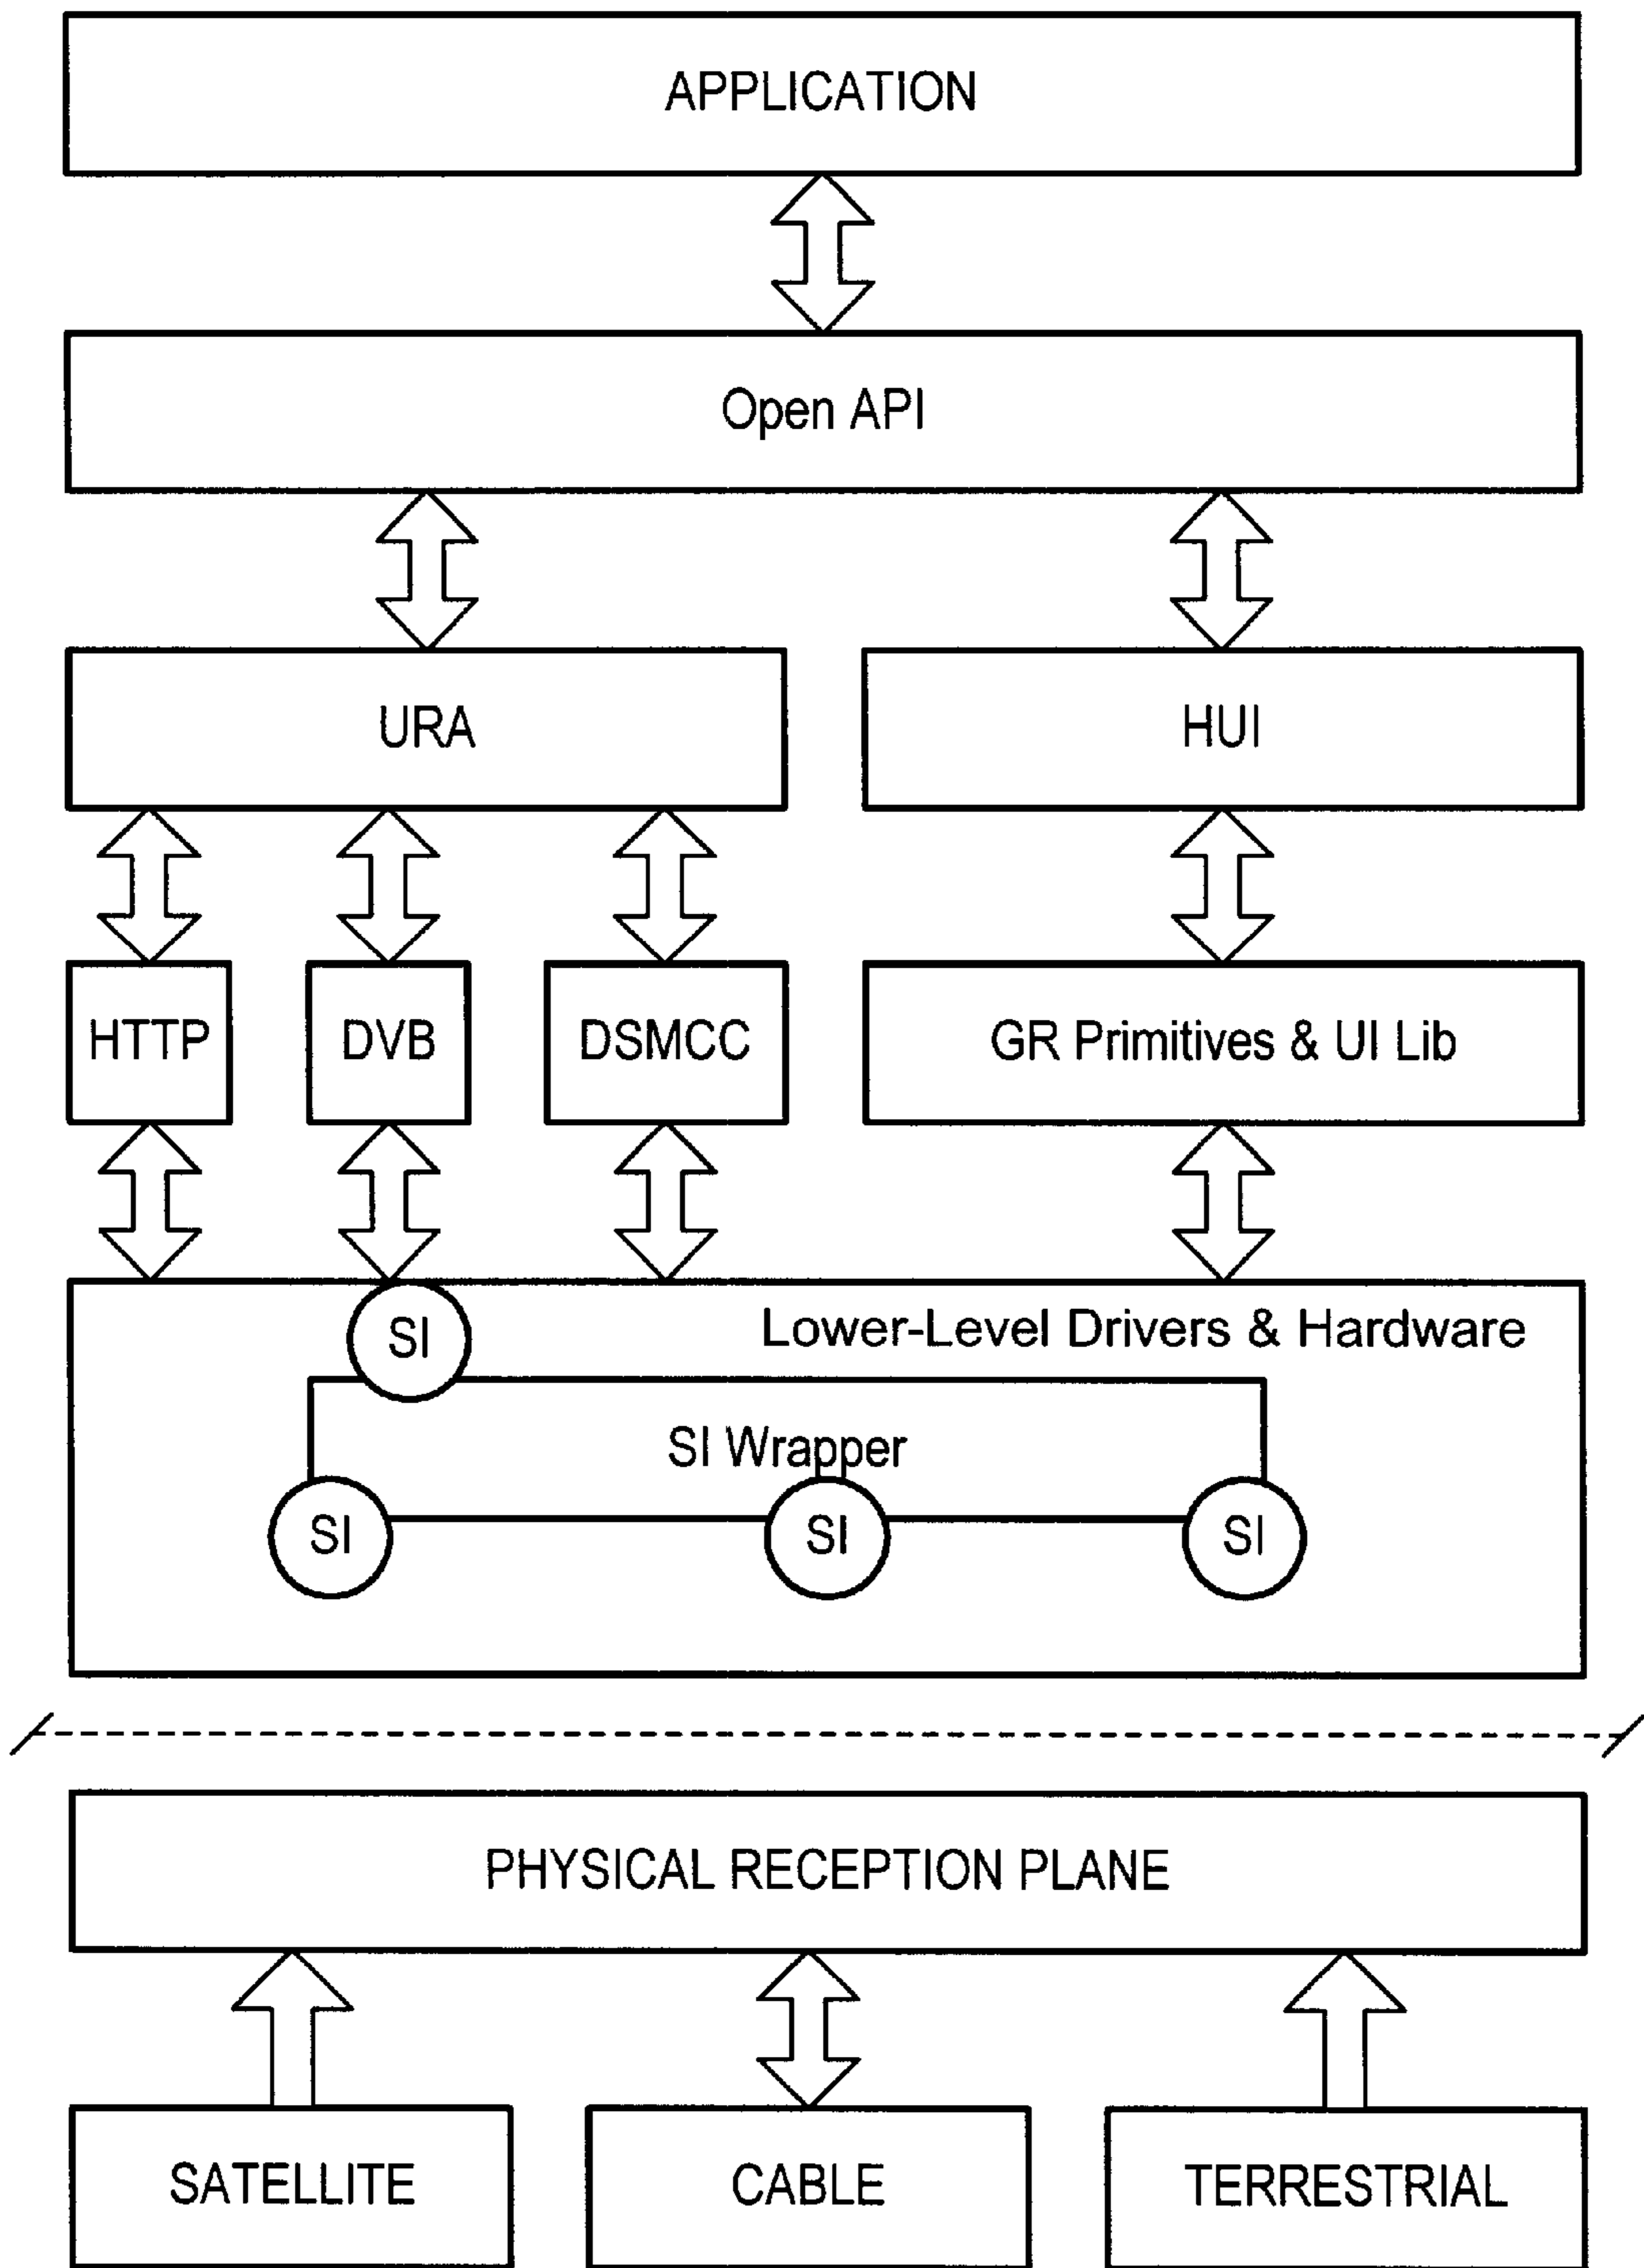 APPLICATION
Open API
URA
HUI
HTTP
DVB
DSMCC
GR Primitives & UI Lib
SI
Lower-Level Drivers & Hardware
SI Wrapper
SI
SI
SI
PHYSICAL RECEPTION PLANE
SATELLITE
CABLE
TERRESTRIAL